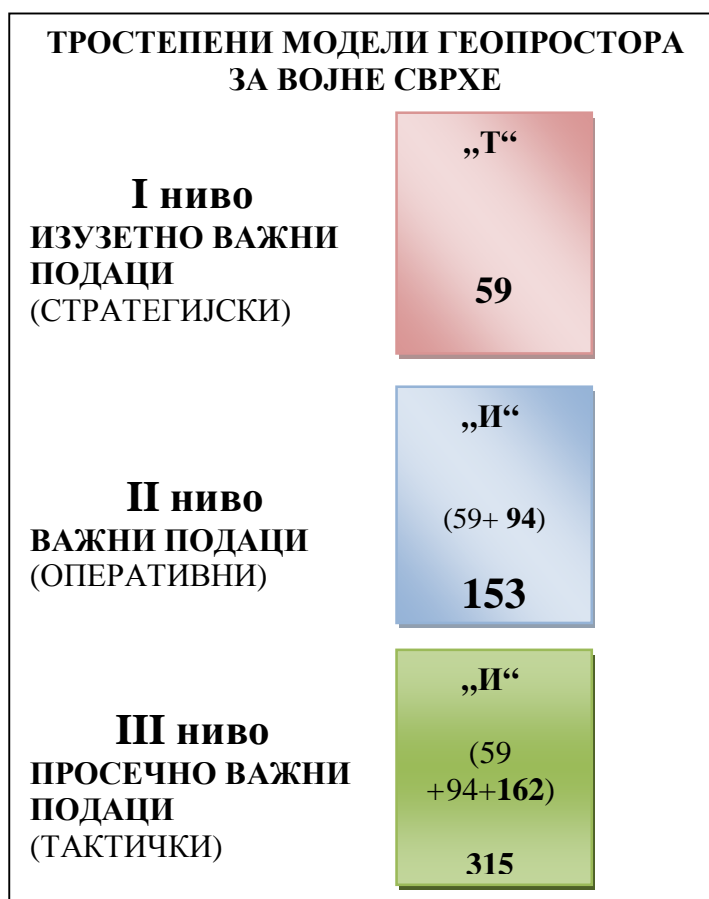 ТРОСТЕПЕНИ МОДЕЛИ ГЕОПРОСТОРА
ЗА ВОЈНЕ СВРХЕ
I ниво
ИЗУЗЕТНО ВАЖНИ
ПОДАЦИ
(СТРАТЕГИЈСКИ)
„Т“
59
II ниво
ВАЖНИ ПОДАЦИ
(ОПЕРАТИВНИ)
„И“
(59+ 94)
153
III ниво
ПРОСЕЧНО ВАЖНИ
ПОДАЦИ
(ТАКТИЧКИ)
„И“
(59
+94+162)
315